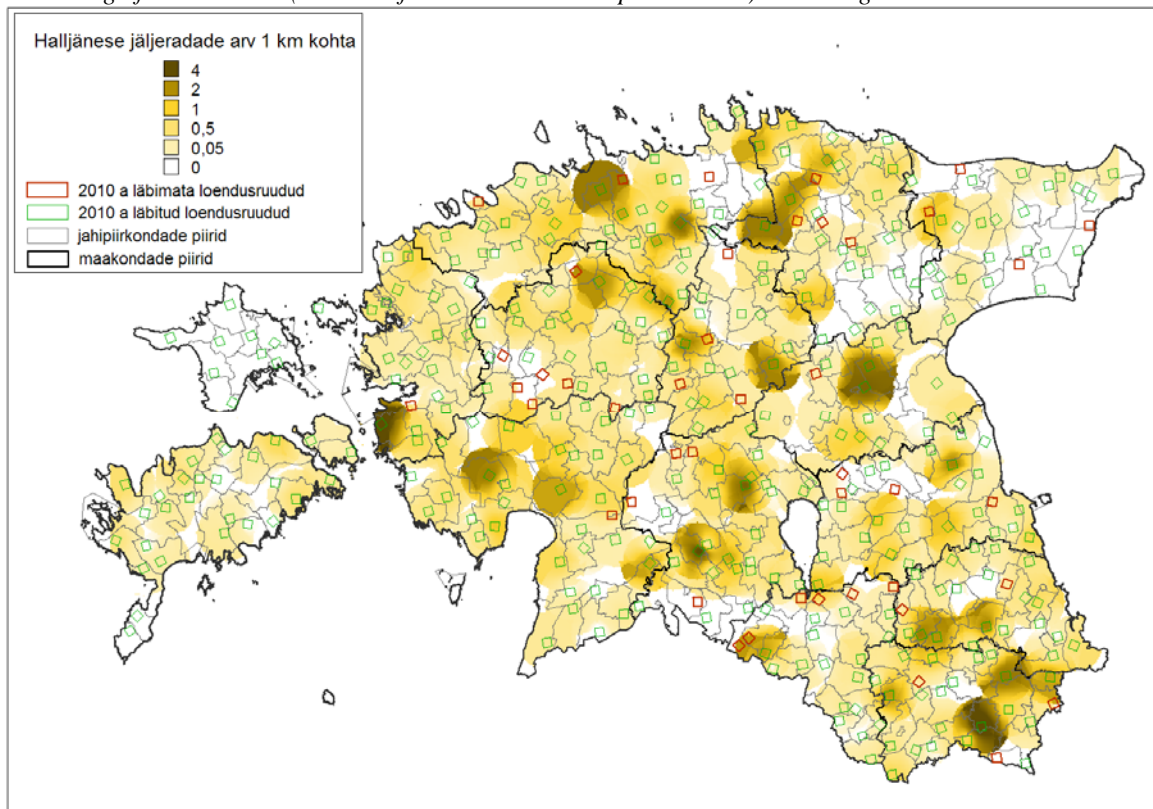 Halljänese jäljeradade arv 1 km kohta
4
2
1
0,5
0,05
0
2010 a läbimata loendusruudud
2010 a läbitud loendusruudud
jahipiirkondade piirid
maakondade piirid